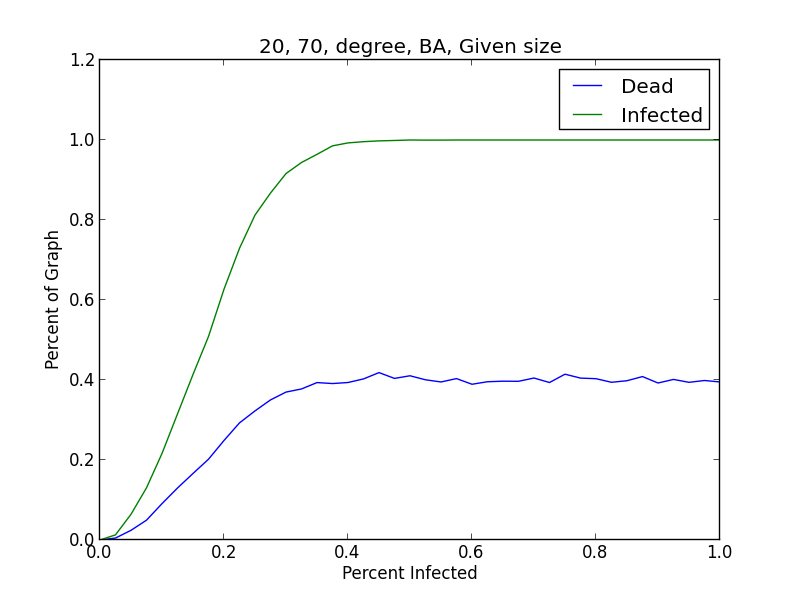 20, 70, degree, BA, Given size
1.2
Dead
Infected
1.0
0.8
0.6
0.4
0.2
0.0
Percent of Graph
0.0 0.2 0.4 0.6 0.8 1.0
Percent Infected